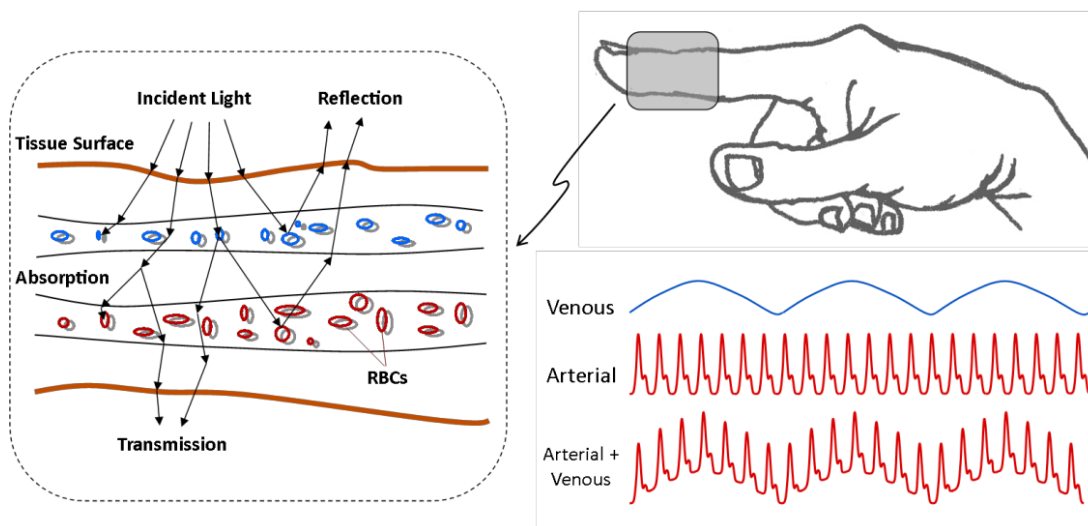 Incident Light
Reflection
Tissue Surface
Absorption
RBCs
Transmission
Venous
Arterial
Arterial +
Venous